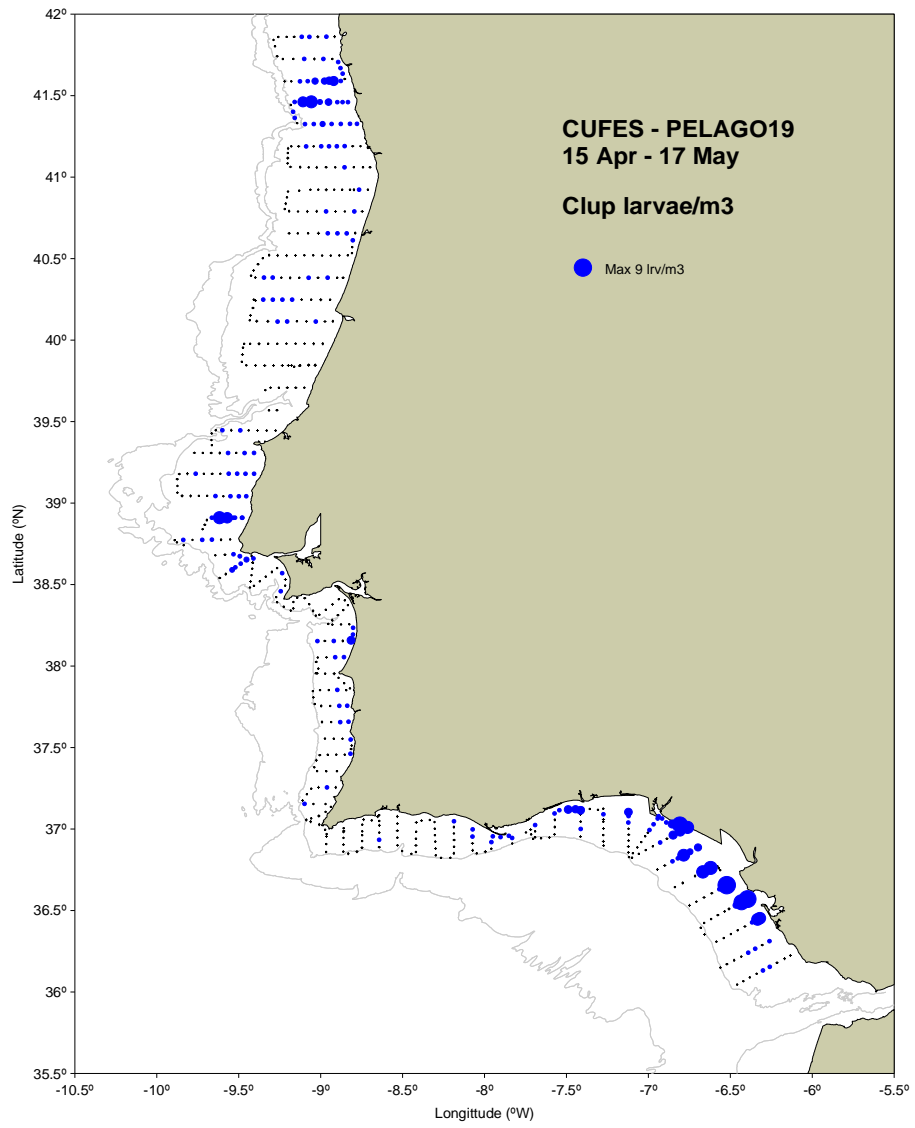 42º
41.5º
41º
40.5º
40º
39.5º
39º
38.5º
38º
37.5º
37º
36.5º
36º
35.5º
Latitude (ºN)
CUFES - PELAGO19
15 Apr - 17 May
Clup larvae/m3
Max 9 lrv/m3
-10.5º -10º -9.5º -9º -8.5º -8º -7.5º -7º -6.5º -6º -5.5º
Longittude (ºW)